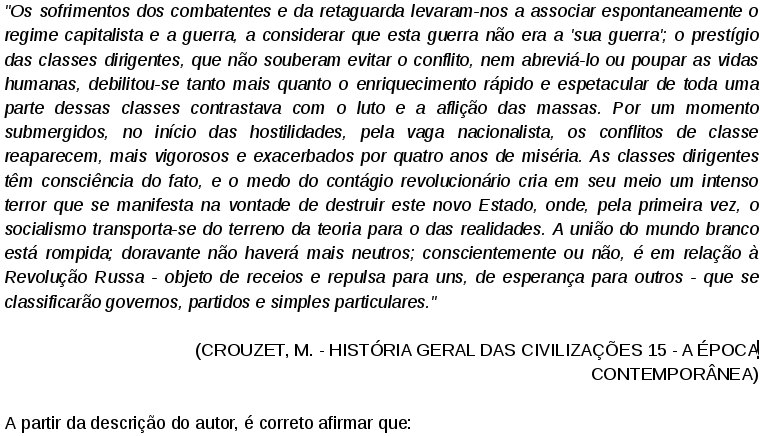 "Os sofrimentos dos combatentes e da retaguarda levaram-nos a associar espontaneamente o
regime capitalista e a guerra, a considerar que esta guerra não era a 'sua guerra'; o prestígio
das classes dirigentes, que não souberam evitar o conflito, nem abreviá-lo ou poupar as vidas
humanas, debilitou-se tanto mais quanto o enriquecimento rápido e espetacular de toda uma
parte dessas classes contrastava com o luto e a aflição das massas. Por um momento
submergidos, no início das hostilidades, pela vaga nacionalista, os conflitos de classe
reaparecem, mais vigorosos e exacerbados por quatro anos de miséria. As classes dirigentes
têm consciência do fato, e o medo do contágio revolucionário cria em seu meio um intenso
terror que se manifesta na vontade de destruir este novo Estado, onde, pela primeira vez, o
socialismo transporta-se do terreno da teoria para o das realidades. A união do mundo branco
está rompida; doravante não haverá mais neutros; conscientemente ou não, é em relação à
Revolução Russa - objeto de receios e repulsa para uns, de esperança para outros - que se
classificarão governos, partidos e simples particulares."
(CROUZET, M. - HISTÓRIA GERAL DAS CIVILIZAÇÕES 15 - A ÉPOCA
CONTEMPORÂNEA)
A partir da descrição do autor, é correto afirmar que: